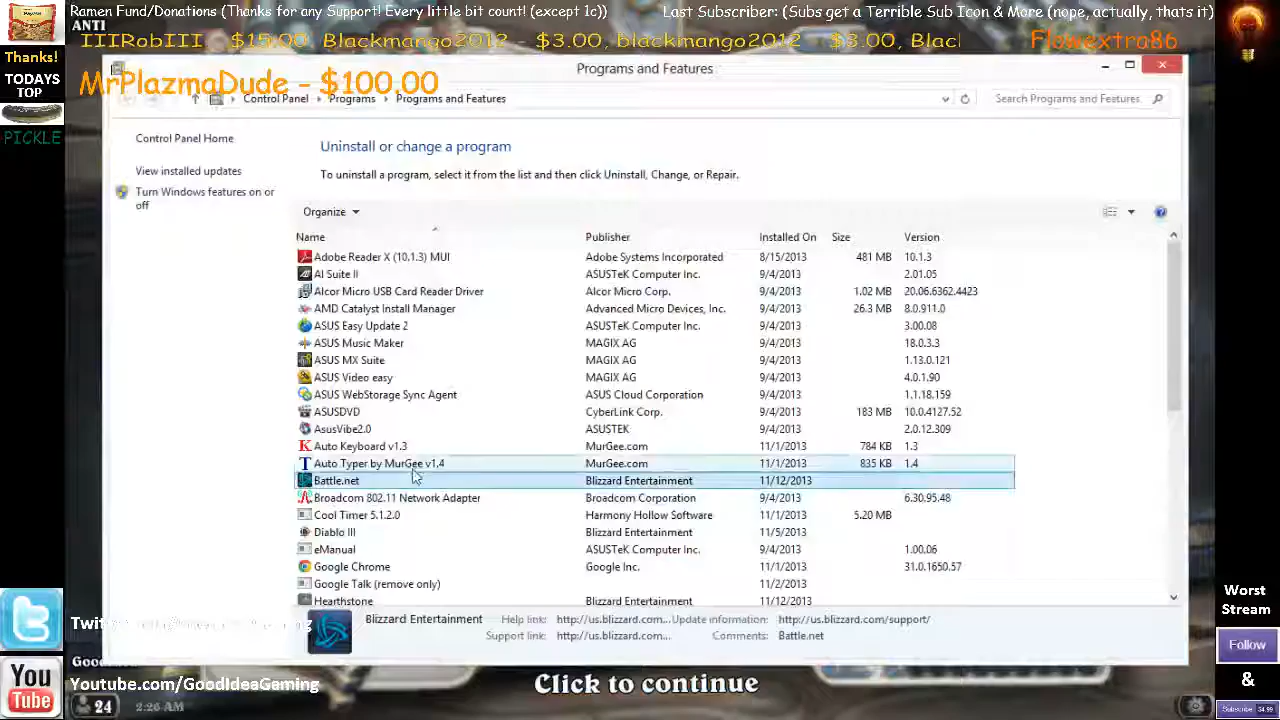 Ramen Fund/Donations (Thanks for any Support! Every little bit count! (except 1c))
Last Subscriber: (Subs get a Terrible Sub Icon & More (nope, actually, thats it)
ANTI
IIIRobIII - $15.00, Blackmango2012 - $3.00, Blackmango2012 - $3.00, Blac
Flowextra86
Thanks!
TODAYS
TOP
PICKLE
MrPlazmaDude - $100.00
Programs and Features
Control Panel
Programs
Programs and Features
Search Programs and Features
Control Panel Home
View installed updates
Turn Windows features on or
off
Uninstall or change a program
To uninstall a program, select it from the list and then click Uninstall, Change, or Repair.
Organize
Name Publisher Installed On Size Version
Adobe Reader X (10.1.3) MUI Adobe Systems Incorporated 8/15/2013 481 MB 10.1.3
AI Suite II ASUSTeK Computer Inc. 9/4/2013 2.01.05
Alcor Micro USB Card Reader Driver Alcor Micro Corp. 9/4/2013 1.02 MB 20.06.6362.4423
AMD Catalyst Install Manager Advanced Micro Devices, Inc. 9/4/2013 26.3 MB 8.0.911.0
ASUS Easy Update 2 ASUSTeK Computer Inc. 9/4/2013 3.00.08
ASUS Music Maker MAGIX AG 9/4/2013 18.0.3.3
ASUS MX Suite MAGIX AG 9/4/2013 1.13.0.121
ASUS Video easy MAGIX AG 9/4/2013 4.0.1.90
ASUS WebStorage Sync Agent ASUS Cloud Corporation 9/4/2013 1.1.18.159
ASUSDVD CyberLink Corp. 9/4/2013 183 MB 10.0.4127.52
AsusVibe2.0 ASUSTEK 9/4/2013 2.0.12.309
Auto Keyboard v1.3 MurGee.com 11/1/2013 784 KB 1.3
Auto Typer by MurGee v1.4 MurGee.com 11/1/2013 835 KB 1.4
Battle.net Blizzard Entertainment 11/12/2013
Broadcom 802.11 Network Adapter Broadcom Corporation 9/4/2013 6.30.95.48
Cool Timer 5.1.2.0 Harmony Hollow Software 11/1/2013 5.20 MB
Diablo III Blizzard Entertainment 11/5/2013
eManual ASUSTeK Computer Inc. 9/4/2013 1.00.06
Google Chrome Google Inc. 11/1/2013 31.0.1650.57
Google Talk (remove only) 11/2/2013
Hearthstone Blizzard Entertainment 11/12/2013
Blizzard Entertainment Help link: http://us.blizzard.com... Update information: http://us.blizzard.com/support/
Support link: http://us.blizzard.com... Comments: Battle.net
You
Tube
Youtube.com/GoodIdeaGaming
24
2:26 AM
Click to continue
Worst
Stream
Follow
&
Subscribe $4.99